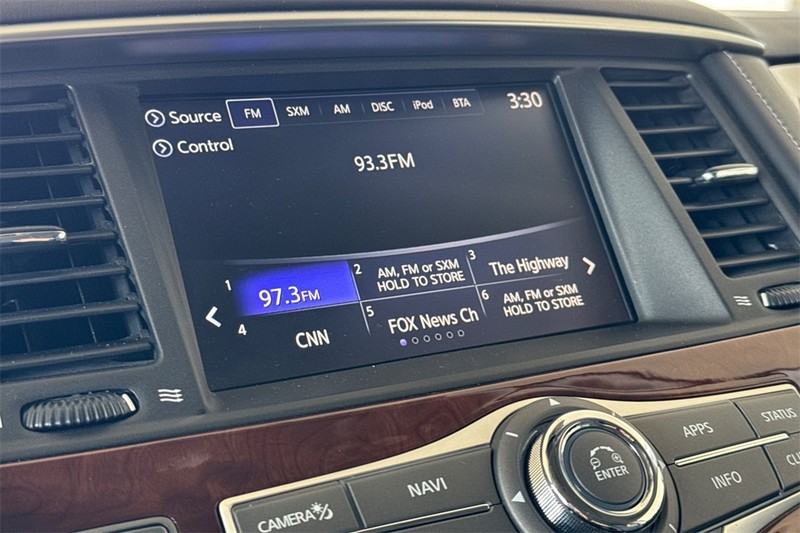 Source FM SXM AM DISC iPod BTA 3:30
Control
93.3FM
1 97.3FM
2 AM, FM or SXM
HOLD TO STORE
3 The Highway
4 CNN
5 FOX News Ch
6 AM, FM or SXM
HOLD TO STORE
CAMERA
NAVI
ENTER
APPS
STATUS
INFO